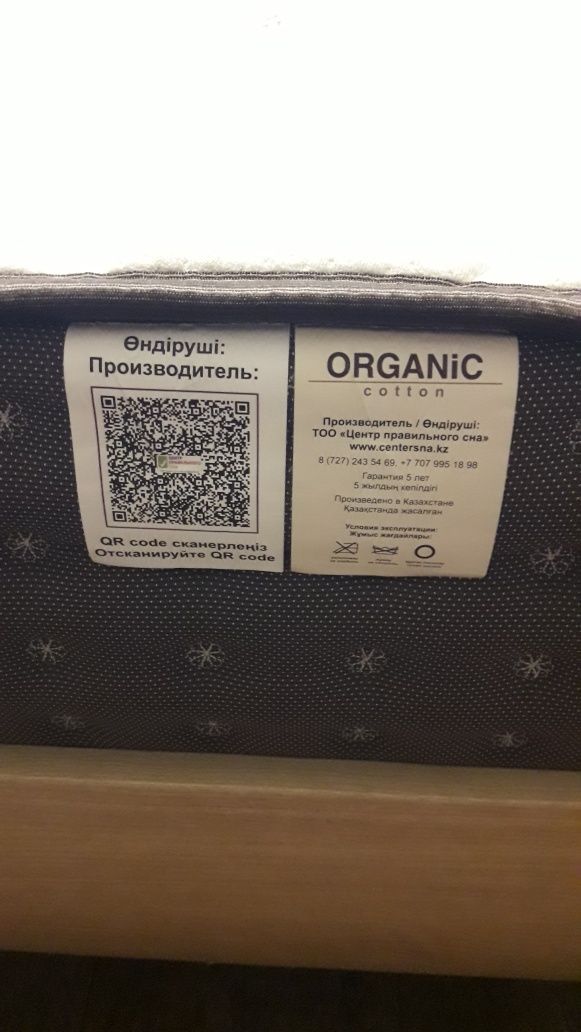 Өндіруші:
Производитель:
QR code сканерлеңіз
Отсканируйте QR code
ORGANiC
cotton
Производитель / Өндіруші:
ТОО «Центр правильного сна»
www.centersna.kz
8 (727) 243 54 69, +7 707 995 18 98
Гарантия 5 лет
5 жылдың кепілдігі
Произведено в Казахстане
Қазақстанда жасалған
Условия эксплуатации:
Жұмыс жағдайлары: